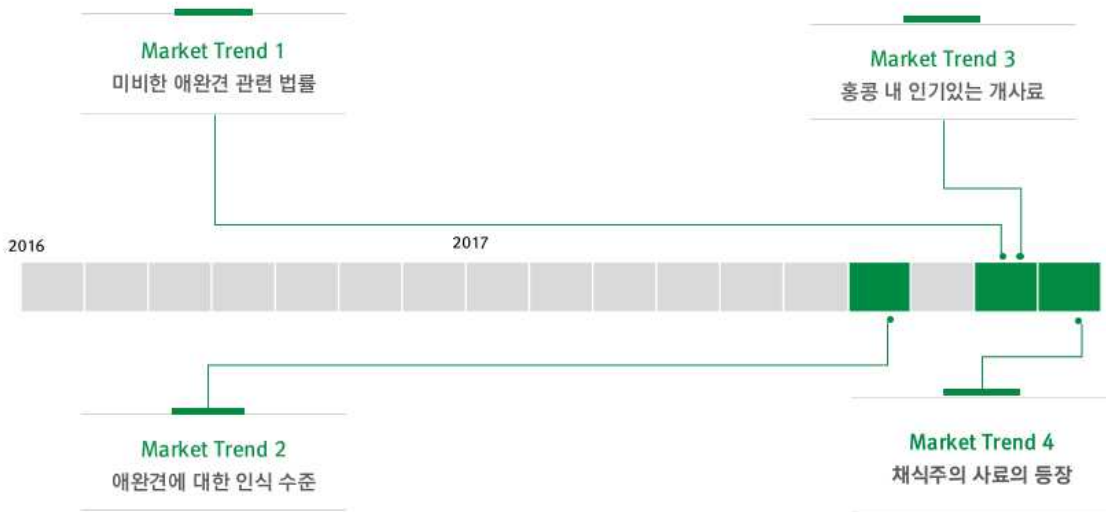 Market Trend 1
미비한 애완견 관련 법률
Market Trend 3
홍콩 내 인기있는 개사료
2016
2017
Market Trend 2
애완견에 대한 인식 수준
Market Trend 4
채식주의 사료의 등장